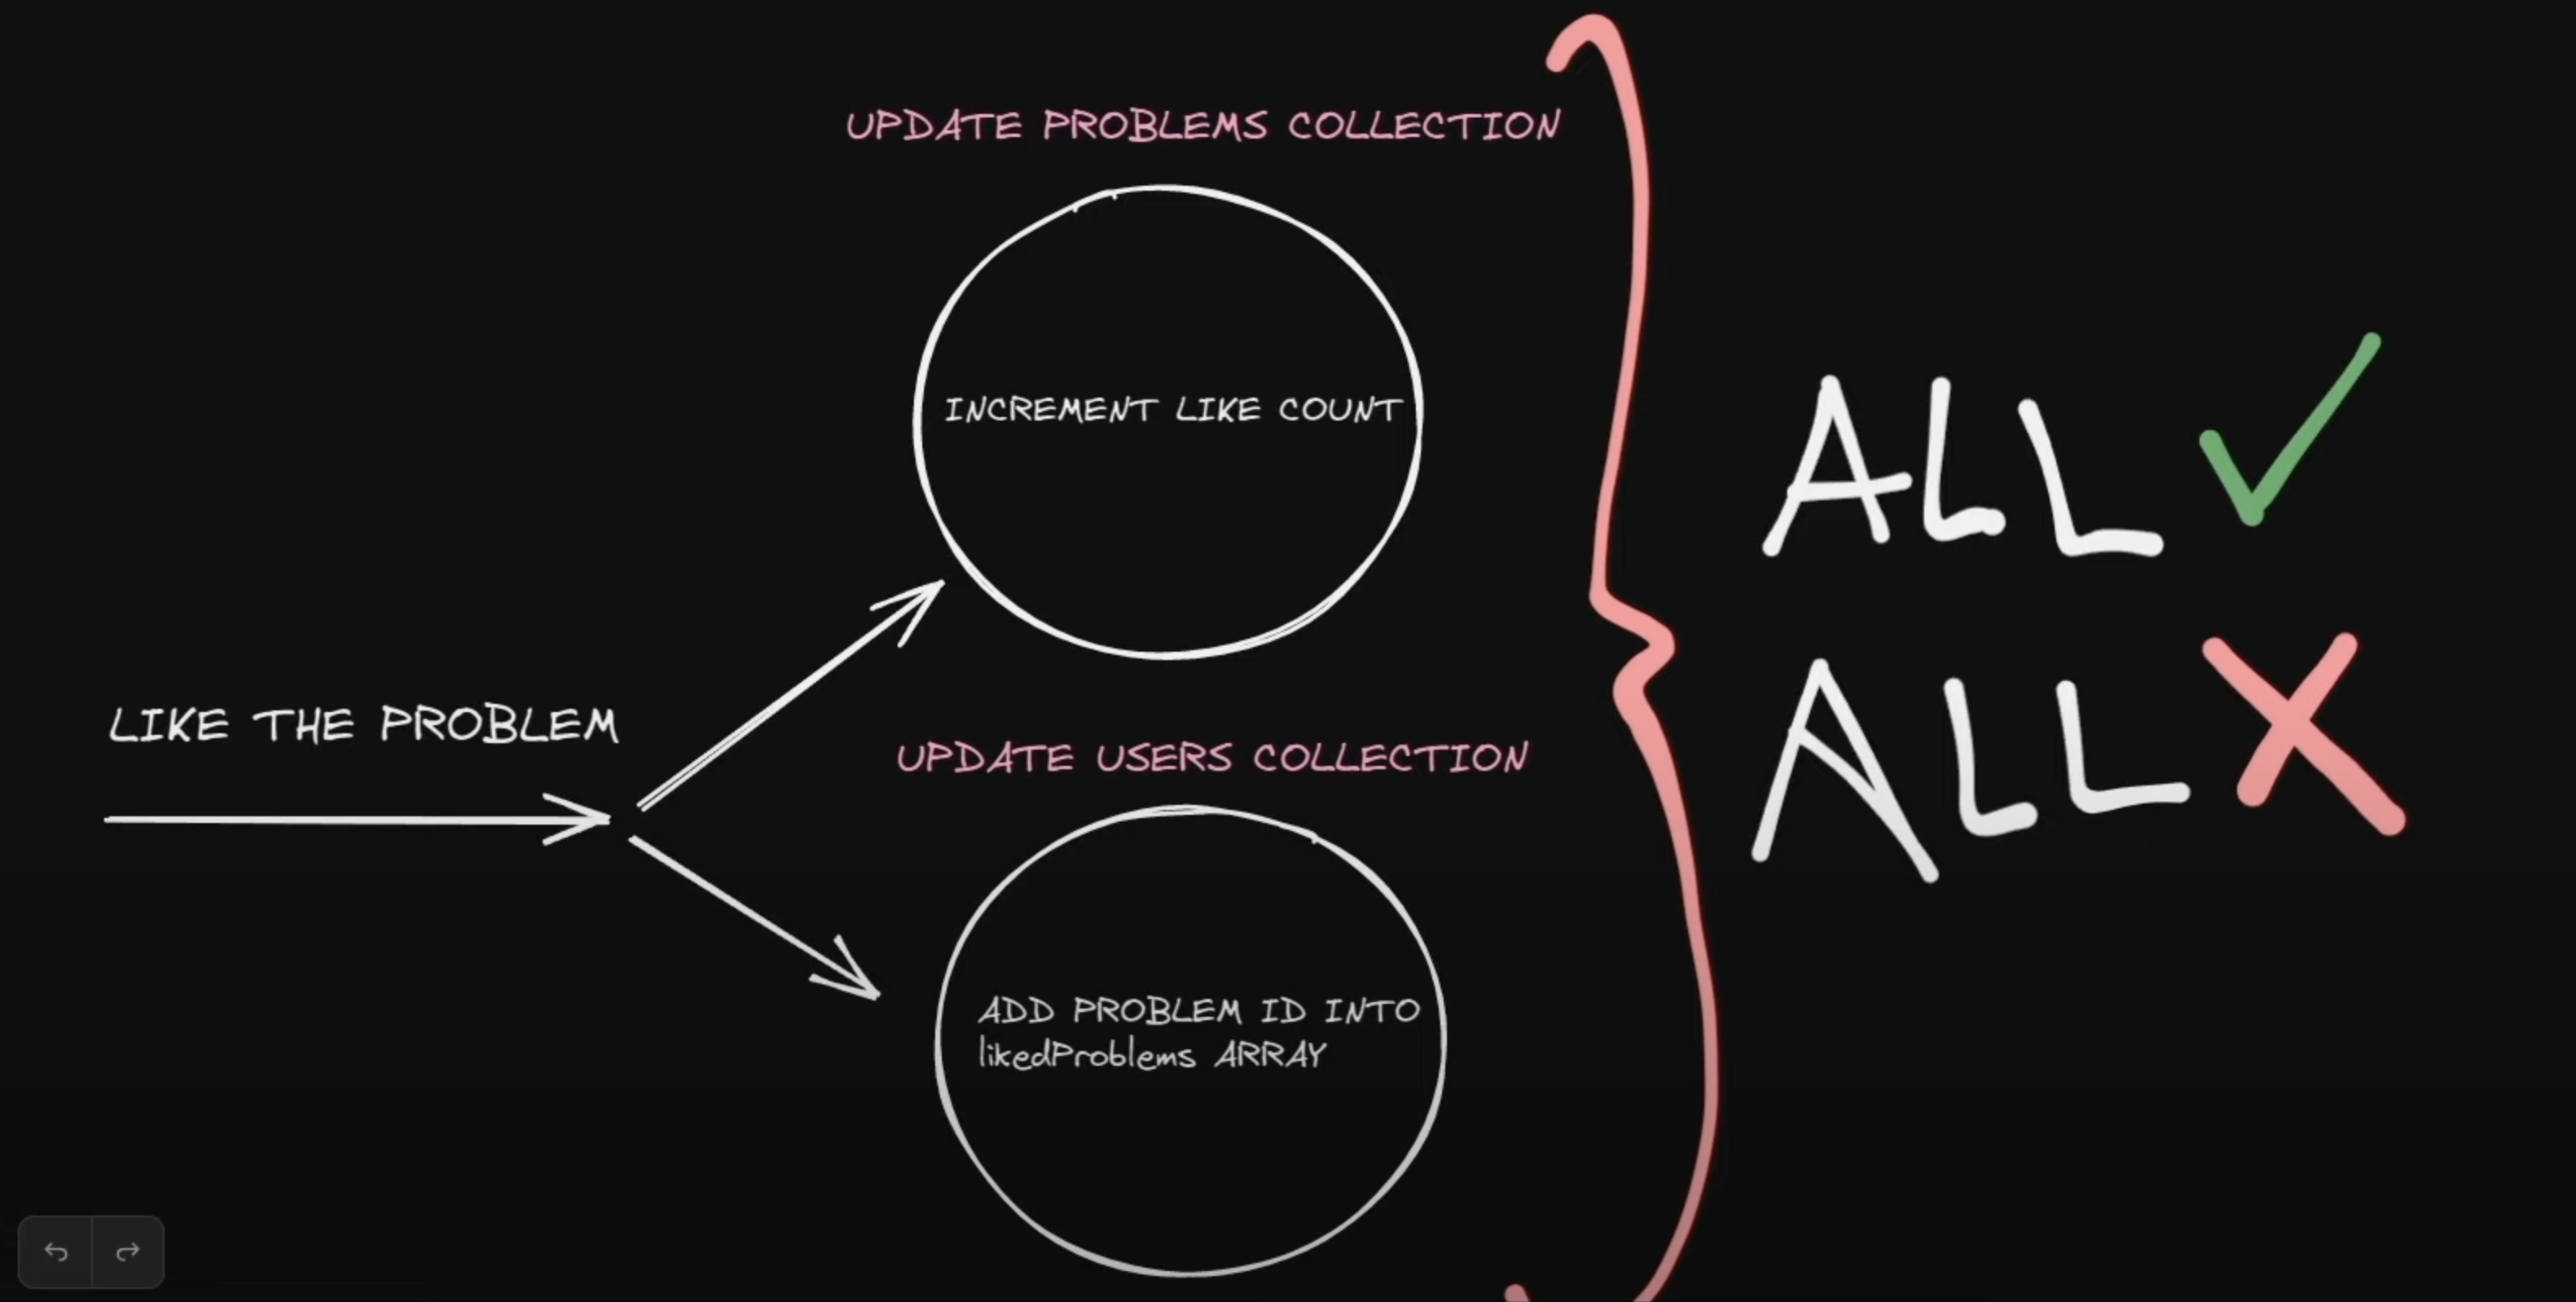 UPDATE PROBLEMS COLLECTION
INCREMENT LIKE COUNT
LIKE THE PROBLEM
UPDATE USERS COLLECTION
ADD PROBLEM ID INTO
likedProblems ARRAY
ALL
ALL